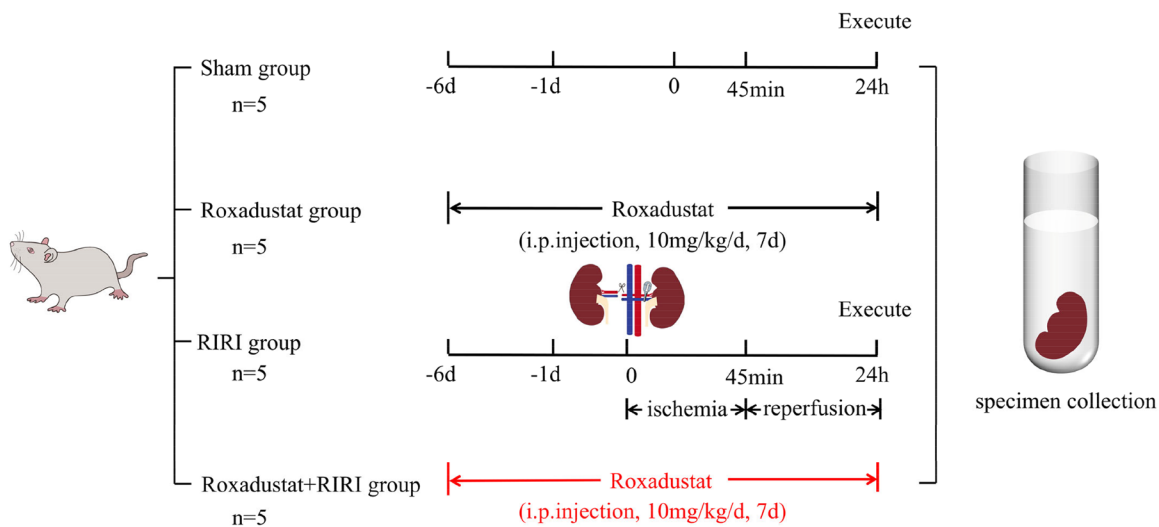 Execute
Sham group
n=5
-6d -1d 0 45min 24h
Roxadustat group
n=5
Roxadustat
(i.p.injection, 10mg/kg/d, 7d)
Execute
RIRI group
n=5
-6d -1d 0 45min 24h
ischemia reperfusion
specimen collection
Roxadustat+RIRI group
n=5
Roxadustat
(i.p.injection, 10mg/kg/d, 7d)